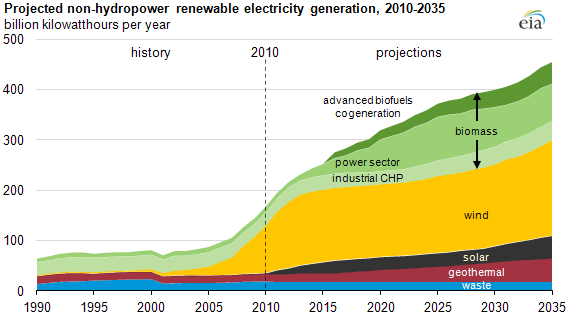 Projected non-hydropower renewable electricity generation, 2010-2035
billion kilowatthours per year
eia
500
400
300
200
100
0
history
2010
projections
advanced biofuels
cogeneration
biomass
power sector
industrial CHP
wind
solar
geothermal
waste
1990
1995
2000
2005
2010
2015
2020
2025
2030
2035